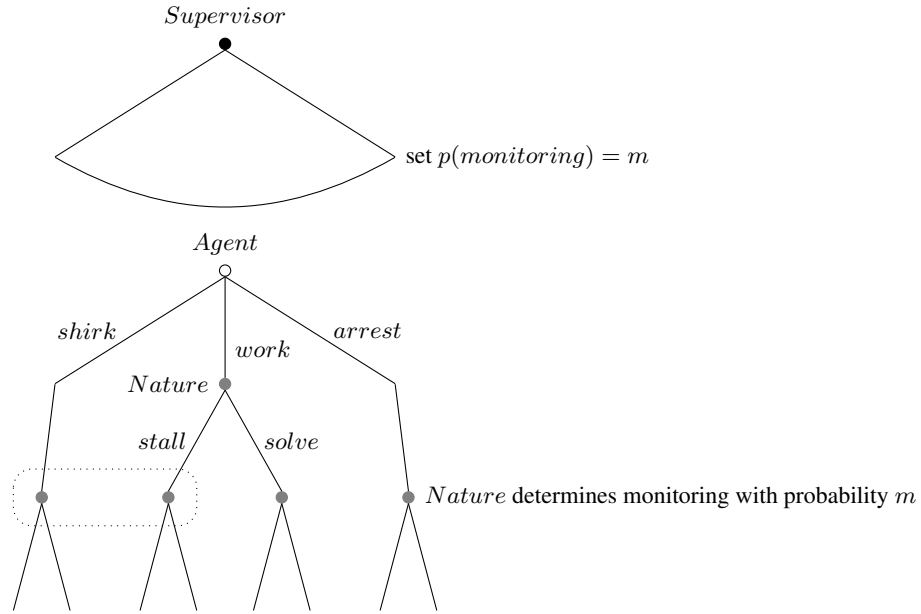 Supervisor
set p(monitoring) = m
Agent
shirk
arrest
work
Nature
stall
solve
Nature determines monitoring with probability m